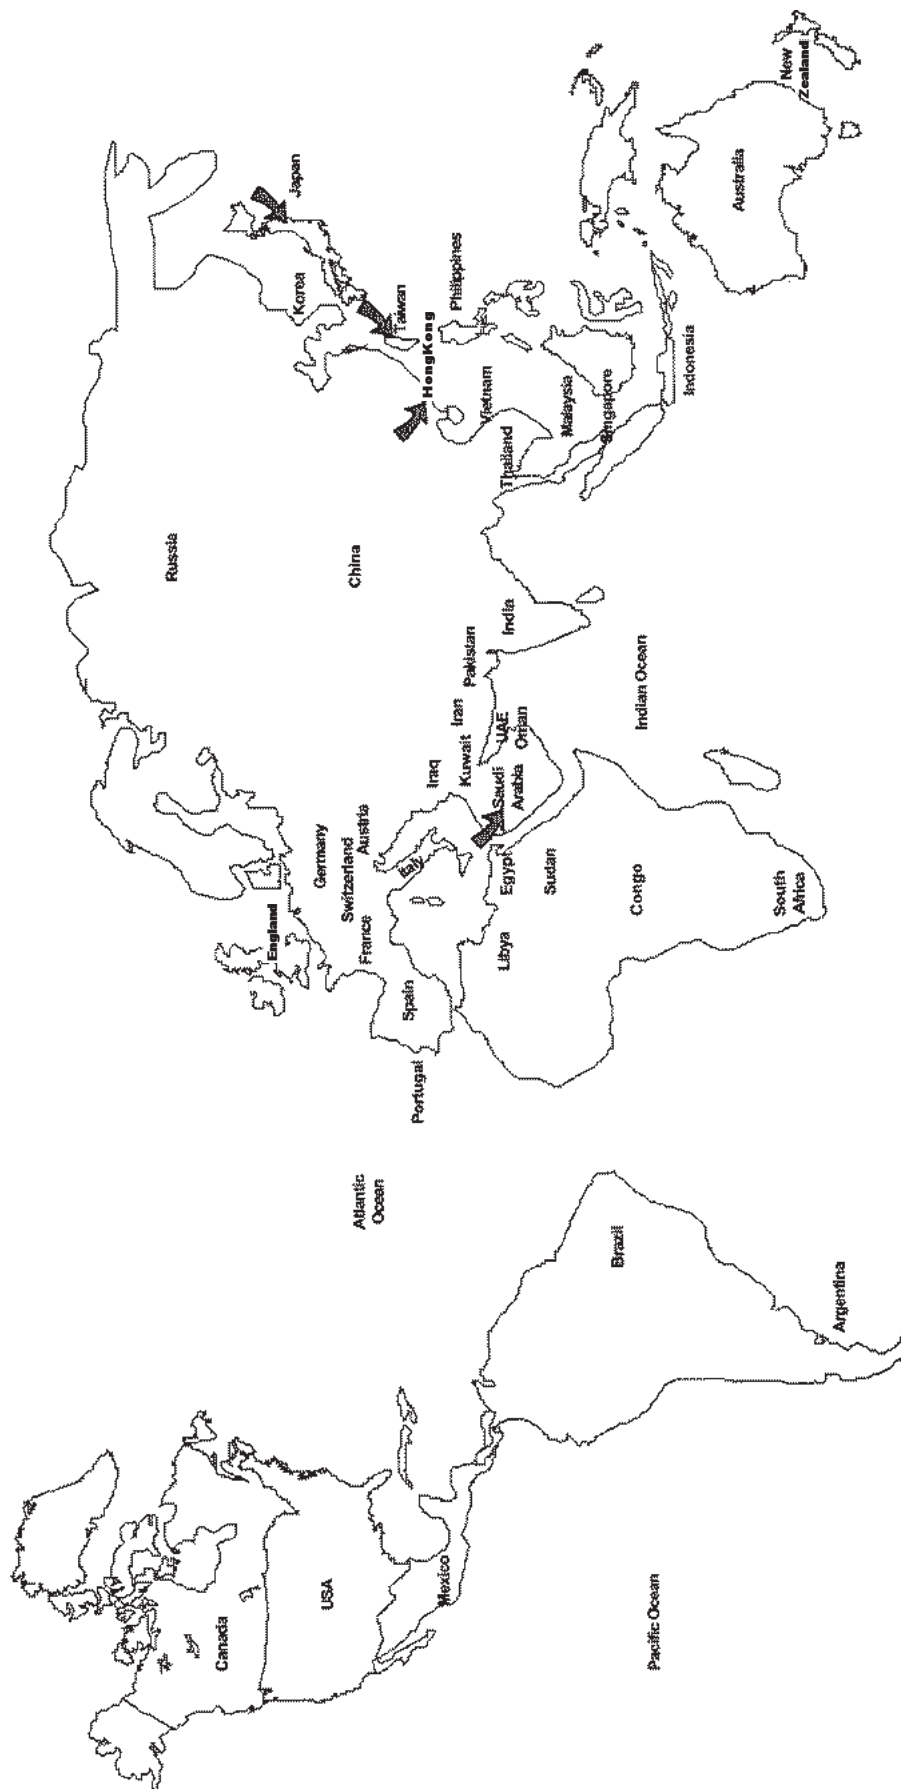 Canada
USA
Mexico
Pacific Ocean
Atlantic
Ocean
Brazil
Argentina
England
Portugal
Spain
France
Switzerland
Germany
Austria
Italy
Libya
Egypt
Sudan
Congo
South
Africa
Iraq
Kuwait
Iran
Saudi
Arabia
UAE
Oman
Pakistan
India
Indian Ocean
Russia
China
Korea
Japan
Taiwan
HongKong
Philippines
Vietnam
Thailand
Malaysia
Singapore
Indonesia
Australia
New
Zealand